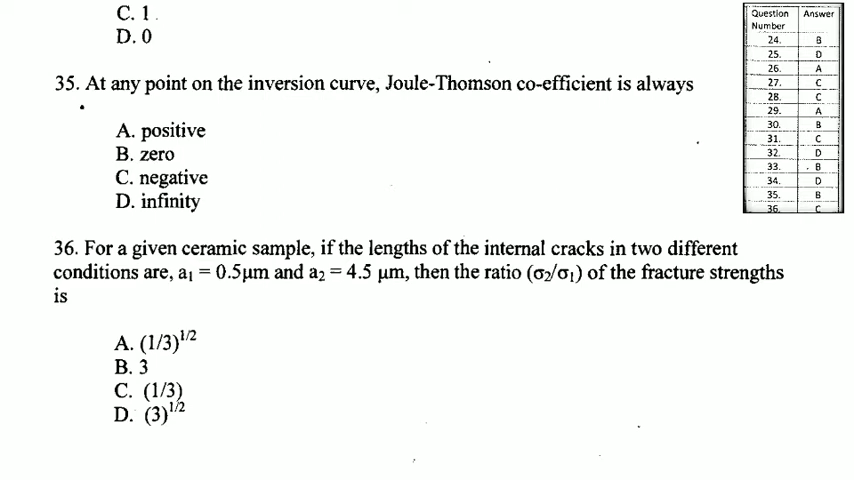 C. 1.
D. 0
35. At any point on the inversion curve, Joule-Thomson co-efficient is always
A. positive
B. zero
C. negative
D. infinity
36. For a given ceramic sample, if the lengths of the internal cracks in two different
conditions are, a₁ = 0.5μm and a₂ = 4.5 μm, then the ratio (σ₂/σ₁) of the fracture strengths
is
A. (1/3)^1/2
B. 3
C. (1/3)
D. (3)^1/2
Question Number Answer
24. B
25. D
26. A
27. C
28. C
29. A
30. B
31. C
32. D
33. B
34. D
35. B
36. C